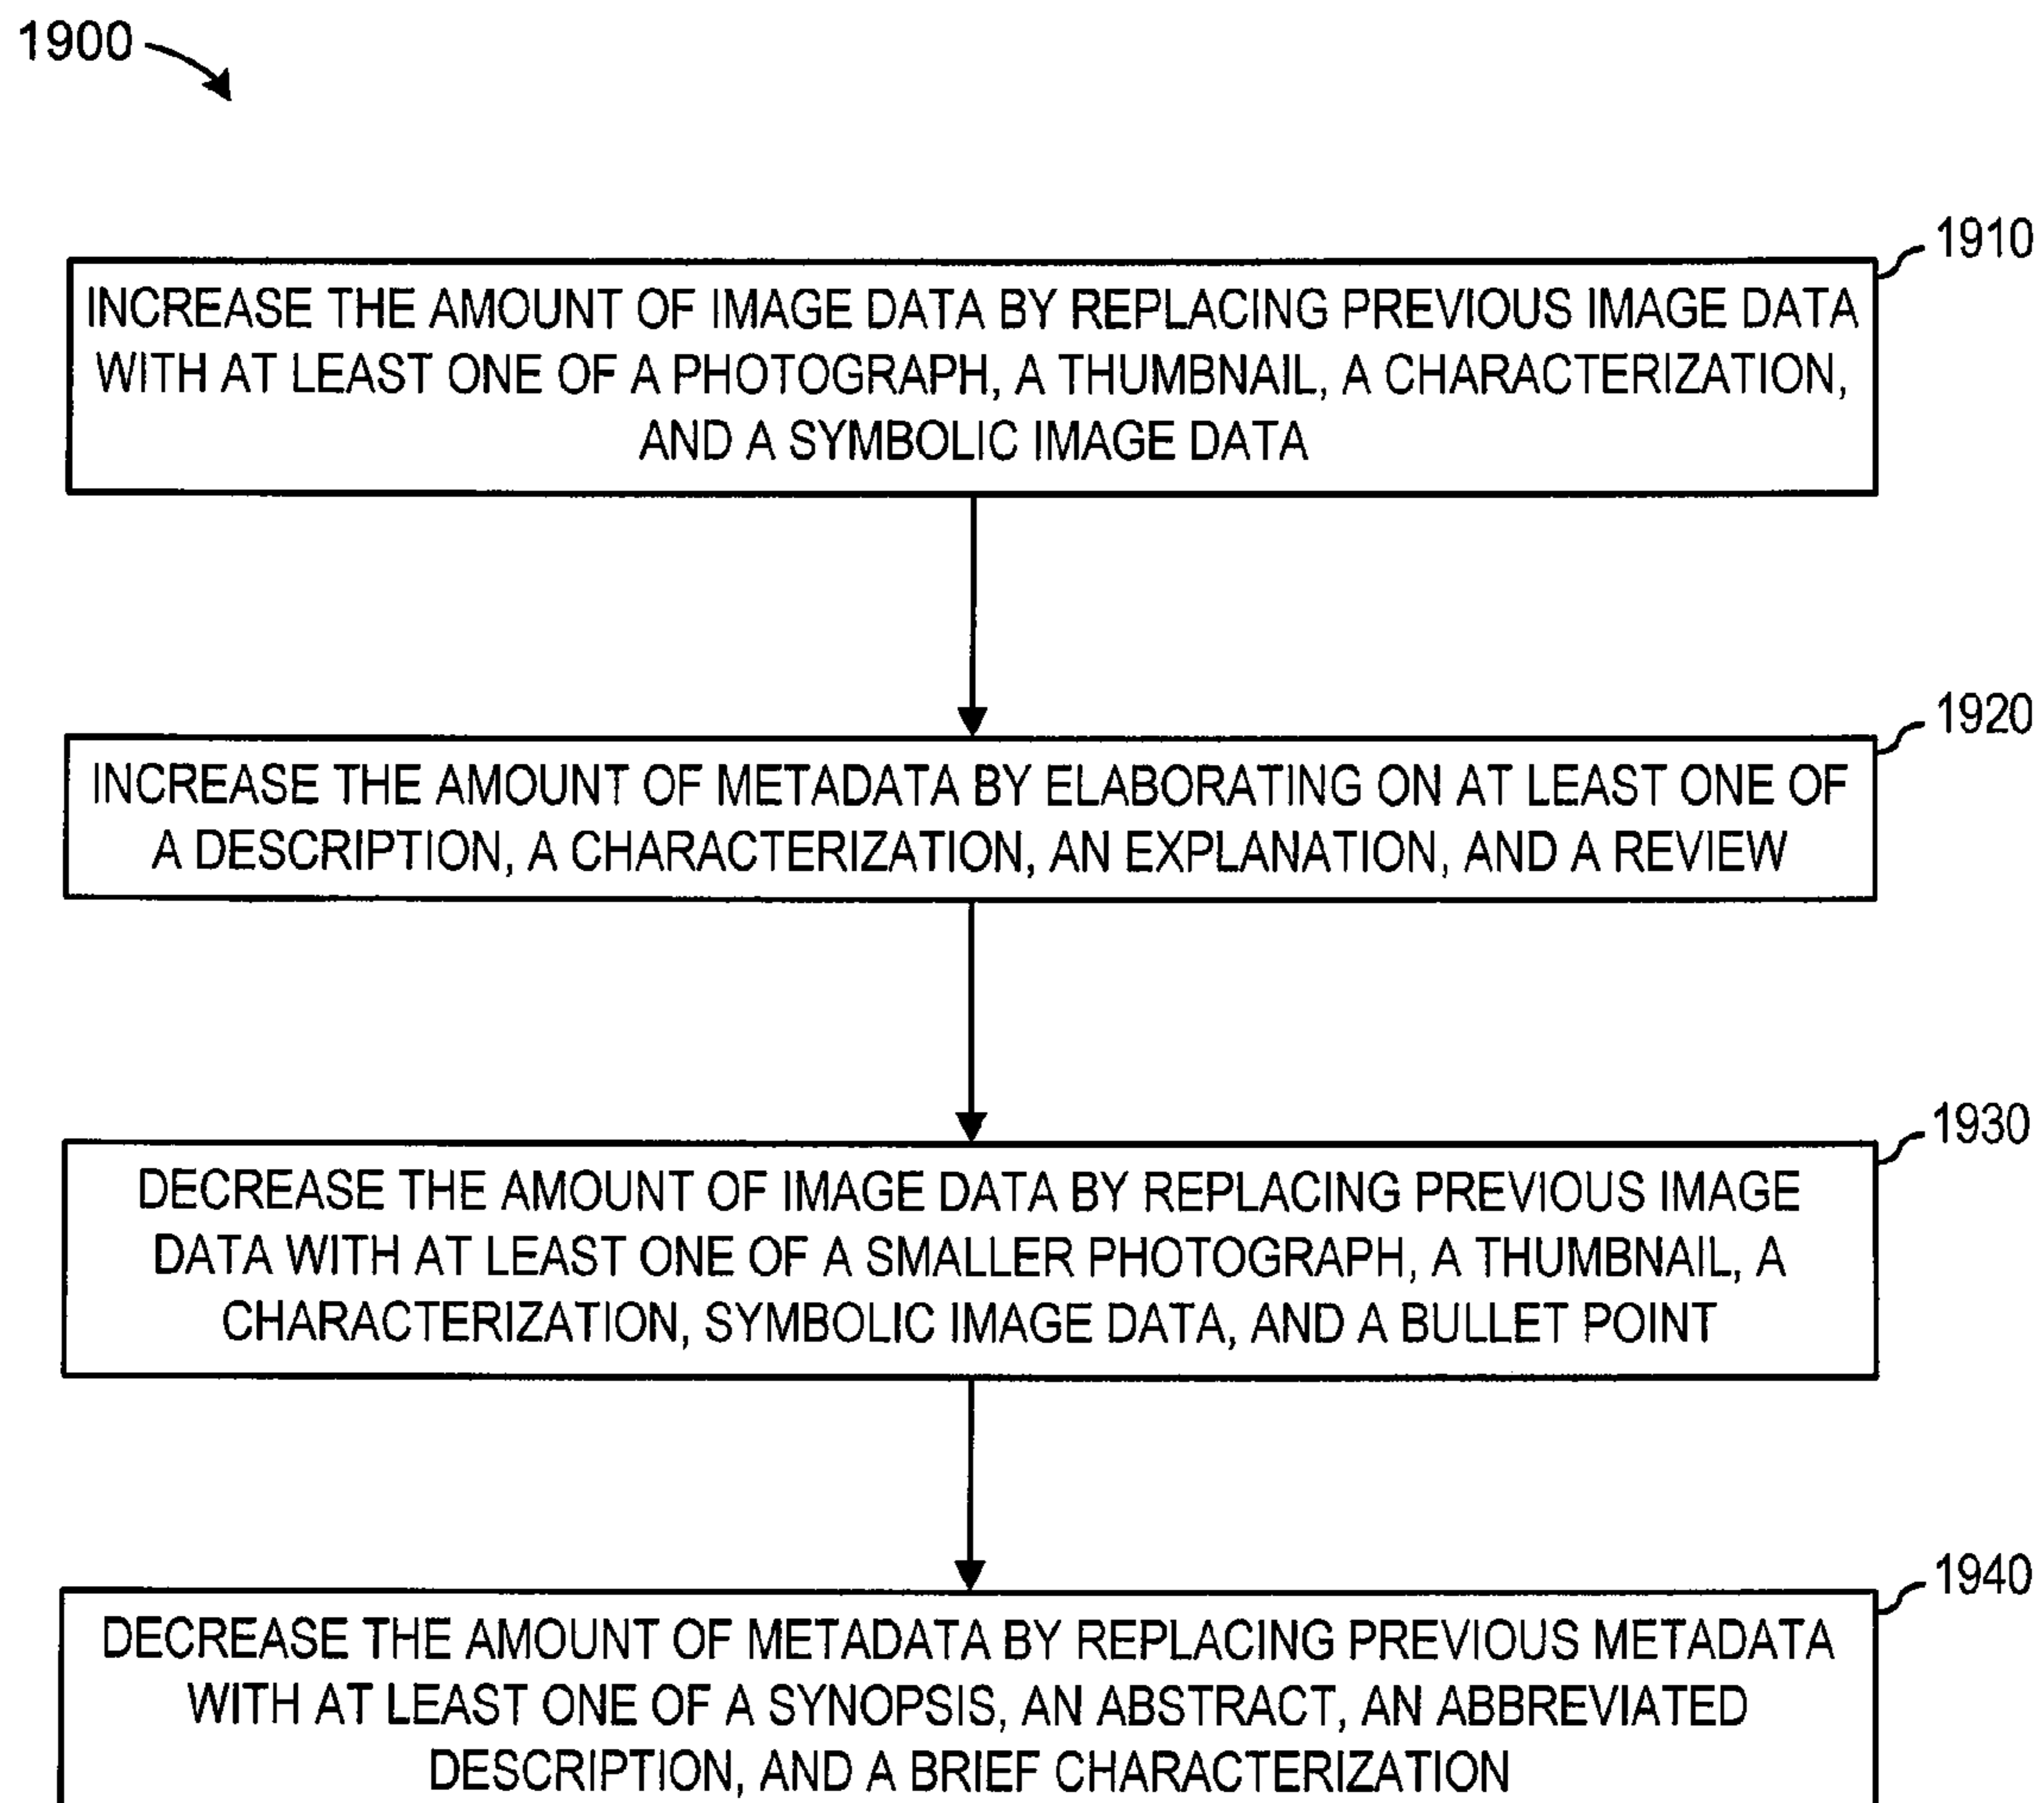 1900
1910
INCREASE THE AMOUNT OF IMAGE DATA BY REPLACING PREVIOUS IMAGE DATA
WITH AT LEAST ONE OF A PHOTOGRAPH, A THUMBNAIL, A CHARACTERIZATION,
AND A SYMBOLIC IMAGE DATA
1920
INCREASE THE AMOUNT OF METADATA BY ELABORATING ON AT LEAST ONE OF
A DESCRIPTION, A CHARACTERIZATION, AN EXPLANATION, AND A REVIEW
1930
DECREASE THE AMOUNT OF IMAGE DATA BY REPLACING PREVIOUS IMAGE
DATA WITH AT LEAST ONE OF A SMALLER PHOTOGRAPH, A THUMBNAIL, A
CHARACTERIZATION, SYMBOLIC IMAGE DATA, AND A BULLET POINT
1940
DECREASE THE AMOUNT OF METADATA BY REPLACING PREVIOUS METADATA
WITH AT LEAST ONE OF A SYNOPSIS, AN ABSTRACT, AN ABBREVIATED
DESCRIPTION, AND A BRIEF CHARACTERIZATION